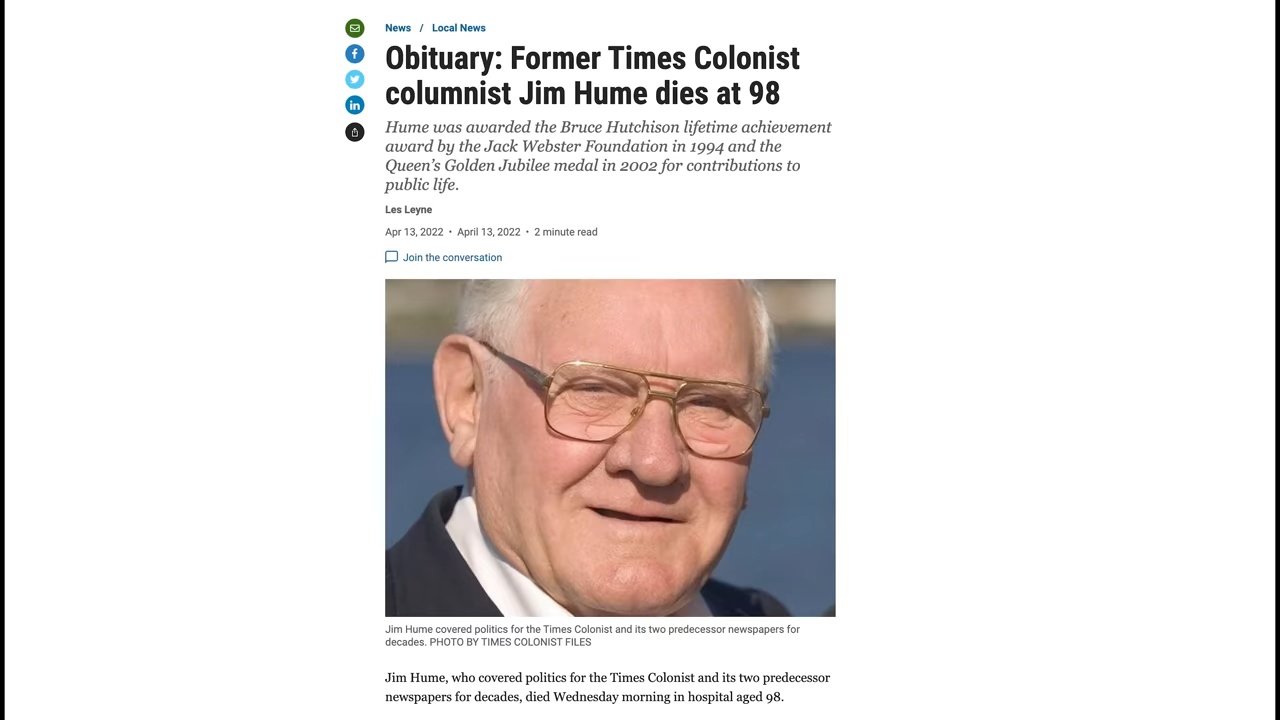 News / Local News
Obituary: Former Times Colonist
columnist Jim Hume dies at 98
Hume was awarded the Bruce Hutchison lifetime achievement
award by the Jack Webster Foundation in 1994 and the
Queen's Golden Jubilee medal in 2002 for contributions to
public life.
Les Leyne
Apr 13, 2022 • April 13, 2022 • 2 minute read
Join the conversation
Jim Hume covered politics for the Times Colonist and its two predecessor newspapers for
decades. PHOTO BY TIMES COLONIST FILES
Jim Hume, who covered politics for the Times Colonist and its two predecessor
newspapers for decades, died Wednesday morning in hospital aged 98.